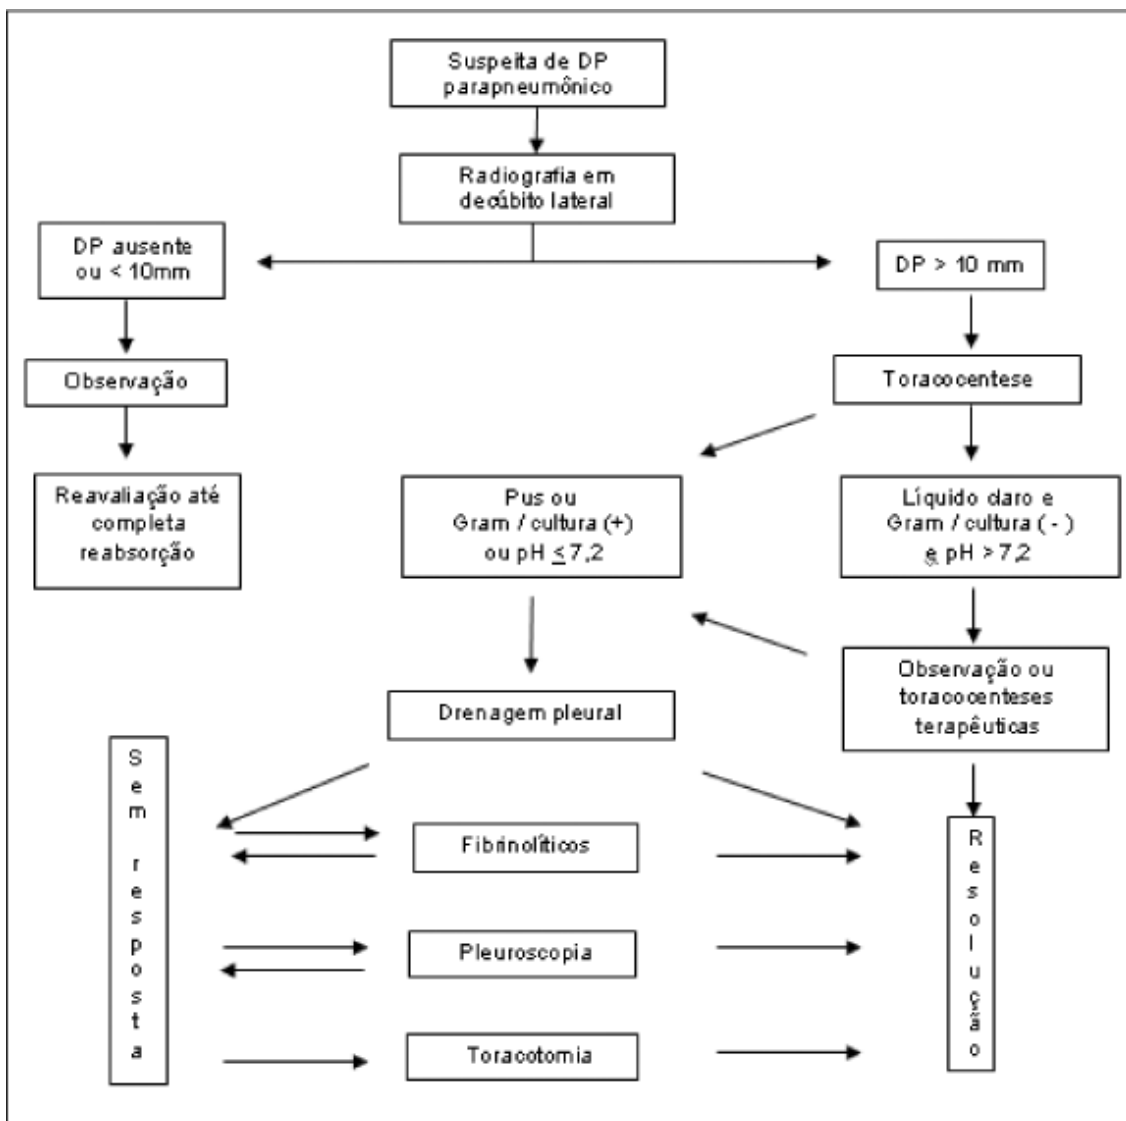 Suspeita de DP
parapneumônico
Radiografia em
decúbito lateral
DP ausente
ou < 10mm
DP > 10 mm
Observação
Toracocentese
Reavaliação até
completa
reabsorção
Pus ou
Gram / cultura (+)
ou pH ≤ 7,2
Líquido claro e
Gram / cultura ( - )
e pH > 7,2
Drenagem pleural
Observação ou
toracocenteses
terapêuticas
Sem resposta
Fibrinolíticos
Pleuroscopia
Toracotomia
Resolução